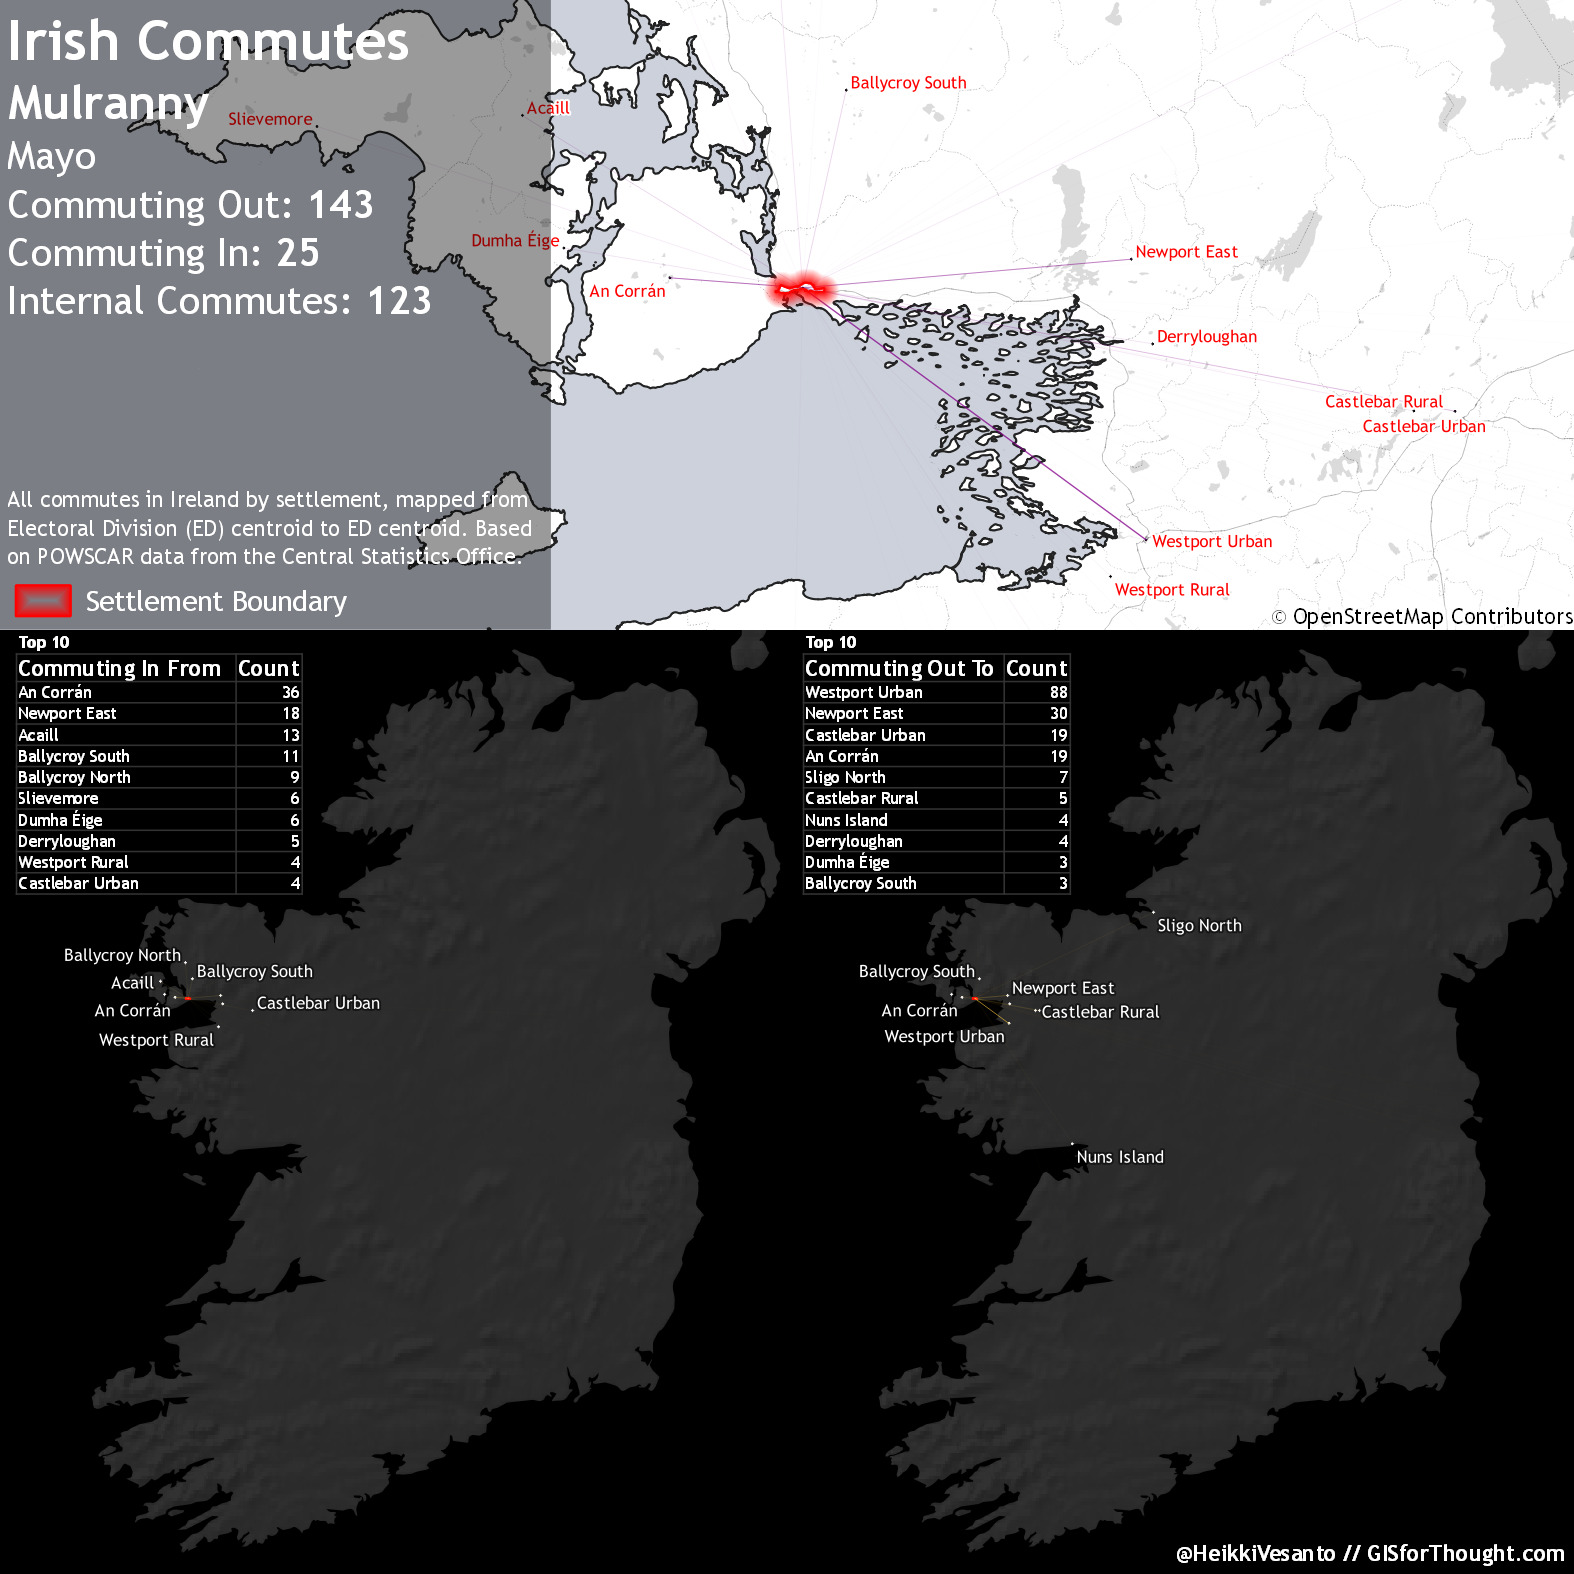 Irish Commutes
Mulranny
Mayo
Commuting Out: 143
Commuting In: 25
Internal Commutes: 123
All commutes in Ireland by settlement, mapped from
Electoral Division (ED) centroid to ED centroid. Based
on POWSCAR data from the Central Statistics Office.
Settlement Boundary
Slievemore
Acaill
Ballycroy South
Dumha Éige
An Corrán
Newport East
Derryloughan
Castlebar Rural
Castlebar Urban
Westport Urban
Westport Rural
© OpenStreetMap Contributors
Top 10
Commuting In From Count
An Corrán 36
Newport East 18
Acaill 13
Ballycroy South 11
Ballycroy North 9
Slievemore 6
Dumha Éige 6
Derryloughan 5
Westport Rural 4
Castlebar Urban 4
Ballycroy North
Ballycroy South
Acaill
An Corrán
Castlebar Urban
Westport Rural
Top 10
Commuting Out To Count
Westport Urban 88
Newport East 30
Castlebar Urban 19
An Corrán 19
Sligo North 7
Castlebar Rural 5
Nuns Island 4
Derryloughan 4
Dumha Éige 3
Ballycroy South 3
Sligo North
Ballycroy South
Newport East
An Corrán
Castlebar Rural
Westport Urban
Nuns Island
@HeikkiVesanto // GISforThought.com